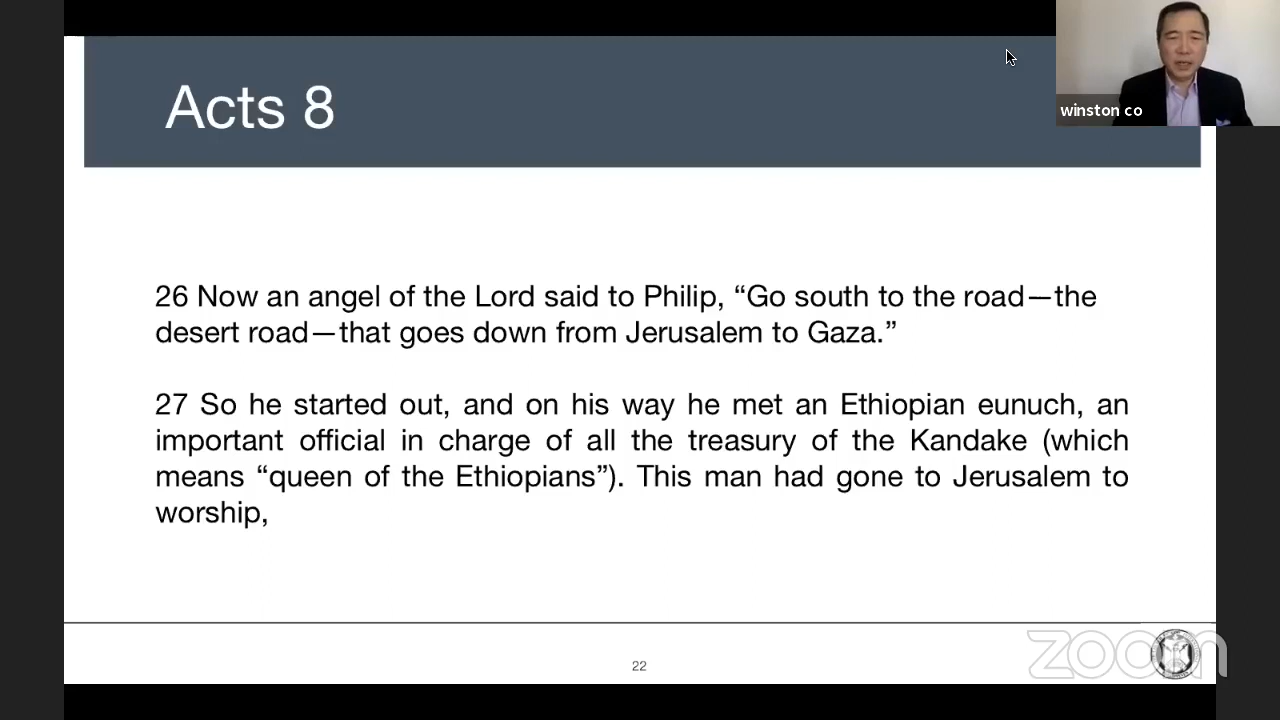 Acts 8
winston co
26 Now an angel of the Lord said to Philip, “Go south to the road—the
desert road—that goes down from Jerusalem to Gaza.”
27 So he started out, and on his way he met an Ethiopian eunuch, an
important official in charge of all the treasury of the Kandake (which
means “queen of the Ethiopians”). This man had gone to Jerusalem to
worship,
22
zoom